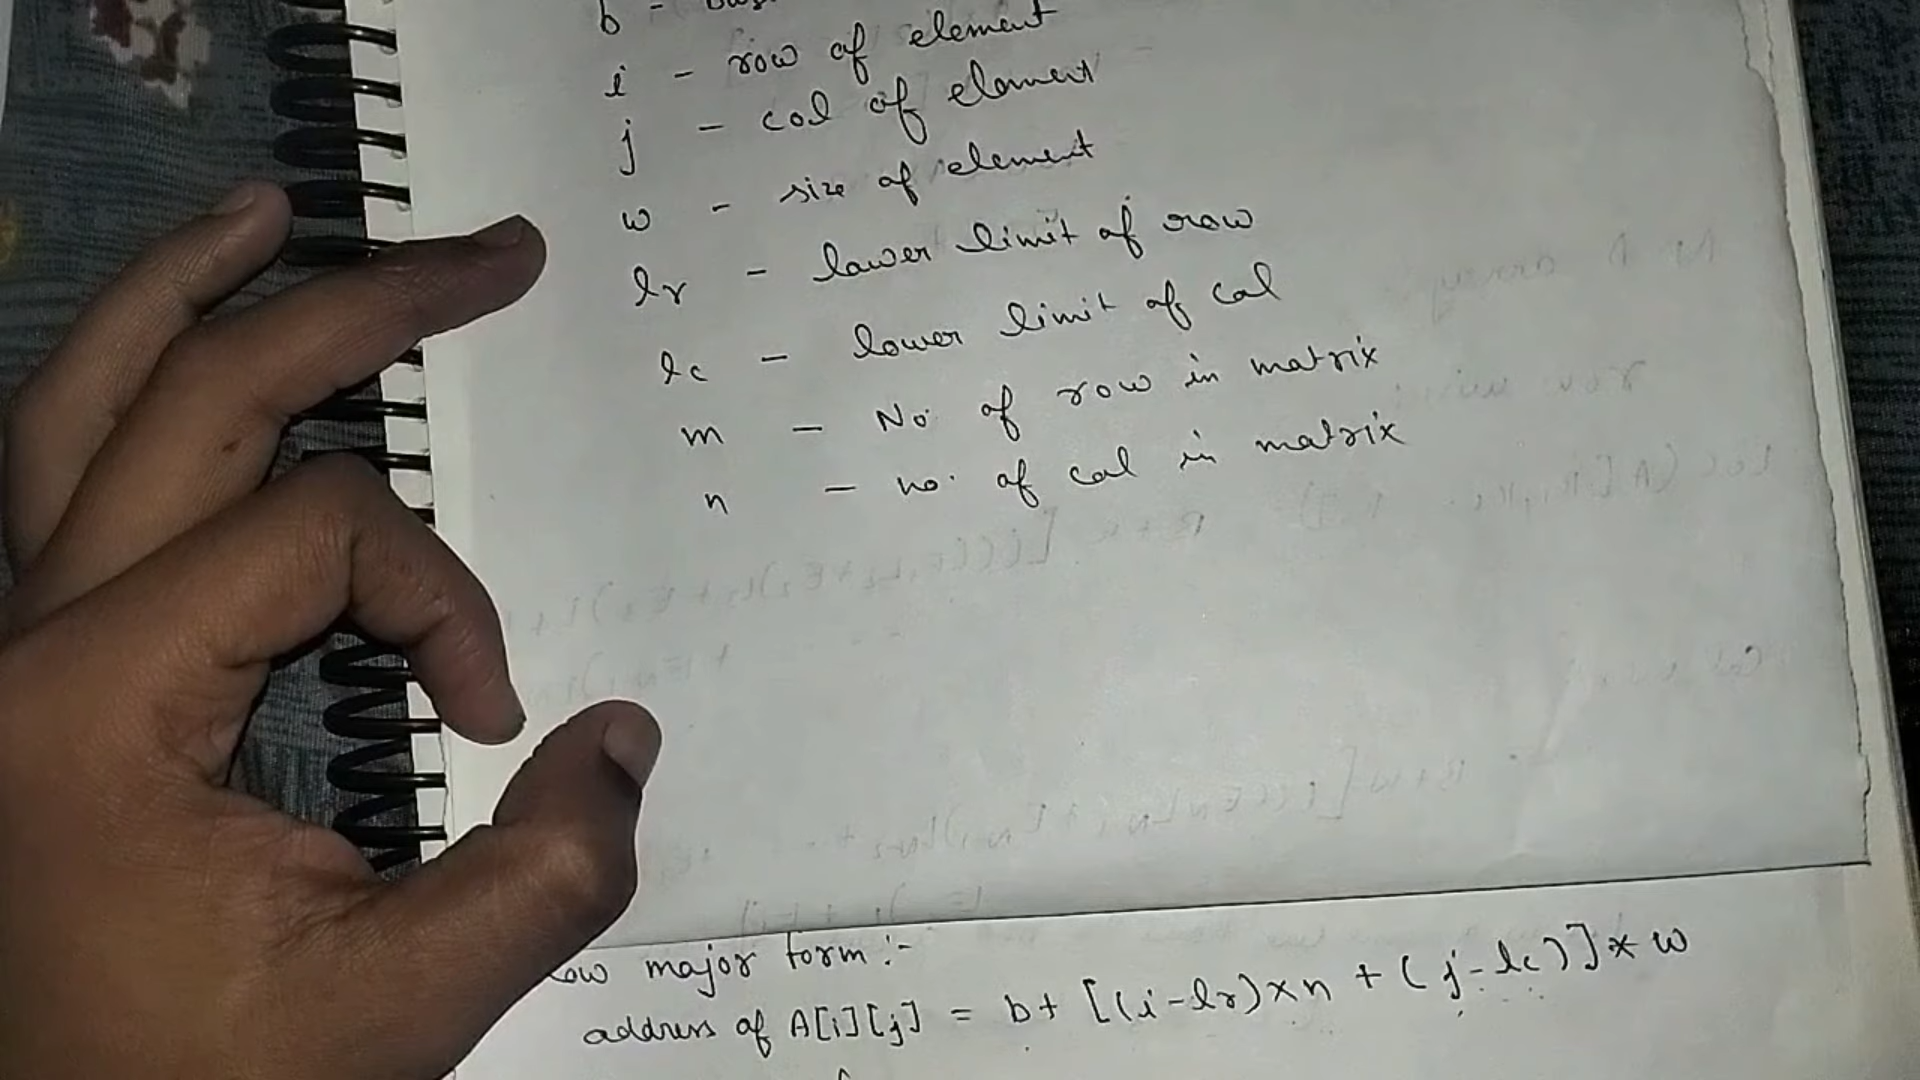 b -
i - row of element
j - col of element
w - size of element
lr - lower limit of row
lc - lower limit of col
m - No. of row in matrix
n - no. of col in matrix
Row major form :-
address of A[i][j] = b + [(i-lr)×n + (j-lc)]* w